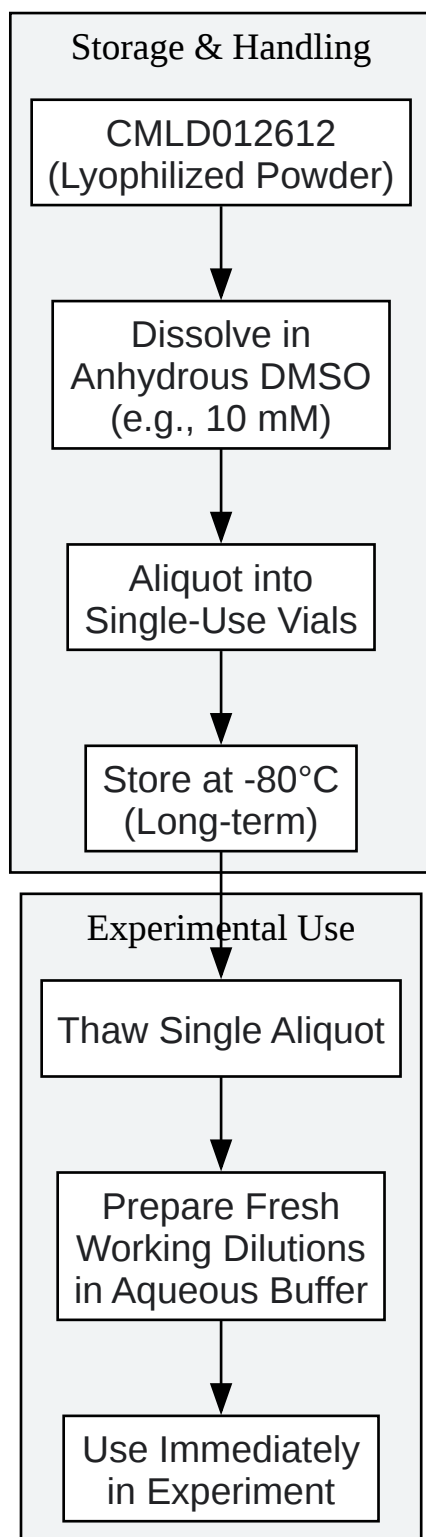 Storage & Handling
CMLD012612
(Lyophilized Powder)
Dissolve in
Anhydrous DMSO
(e.g., 10 mM)
Aliquot into
Single-Use Vials
Store at -80°C
(Long-term)
Experimental Use
Thaw Single Aliquot
Prepare Fresh
Working Dilutions
in Aqueous Buffer
Use Immediately
in Experiment